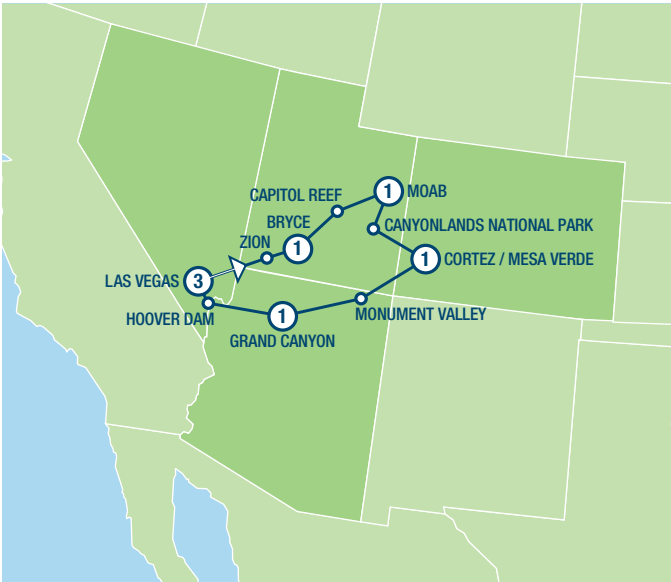 CAPITOL REEF
1
MOAB
BRYCE
1
CANYONLANDS NATIONAL PARK
ZION
1
CORTEZ / MESA VERDE
LAS VEGAS
3
HOOVER DAM
1
MONUMENT VALLEY
GRAND CANYON